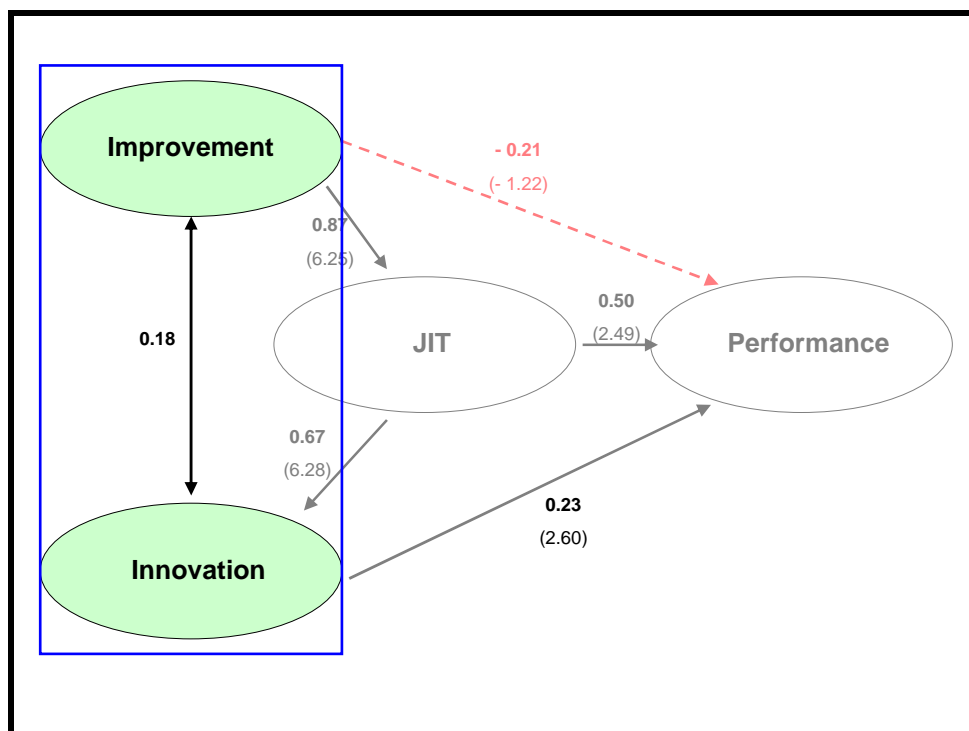 Improvement
- 0.21
(- 1.22)
0.87
(6.25)
0.50
0.18
(2.49)
JIT
Performance
0.67
(6.28)
0.23
(2.60)
Innovation